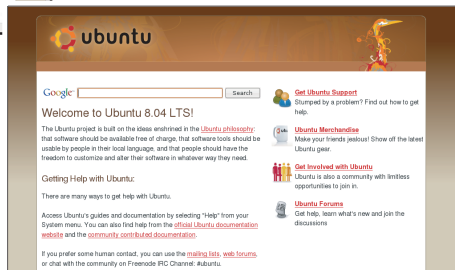 ubuntu
Google
Search
Welcome to Ubuntu 8.04 LTS!
The Ubuntu project is built on the ideas enshrined in the Ubuntu philosophy:
that software should be available free of charge, that software tools should be
usable by people in their local language, and that people should have the
freedom to customize and alter their software in whatever way they need.
Getting Help with Ubuntu:
There are many ways to get help with Ubuntu.
Access Ubuntu's guides and documentation by selecting "Help" from your
System menu. You can also find help from the official Ubuntu documentation
website and the community contributed documentation.
If you prefer some human contact, you can use the mailing lists, web forums,
or chat with the community on Freenode IRC Channel: #ubuntu.
Get Ubuntu Support
Stumped by a problem? Find out how to get
help.
Ubuntu Merchandise
Make your friends jealous! Show off the latest
Ubuntu gear.
Get Involved with Ubuntu
Ubuntu is also a community with limitless
opportunities to join in.
Ubuntu Forums
Get help, learn what's new and join the
discussions